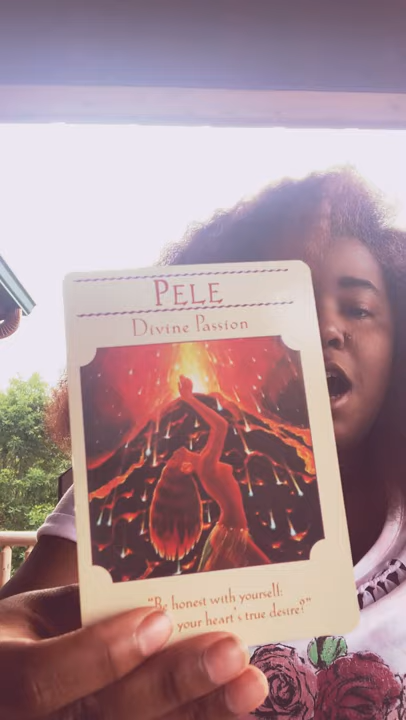 PELE
Divine Passion
"Be honest with yourself:
your heart's true desire?"